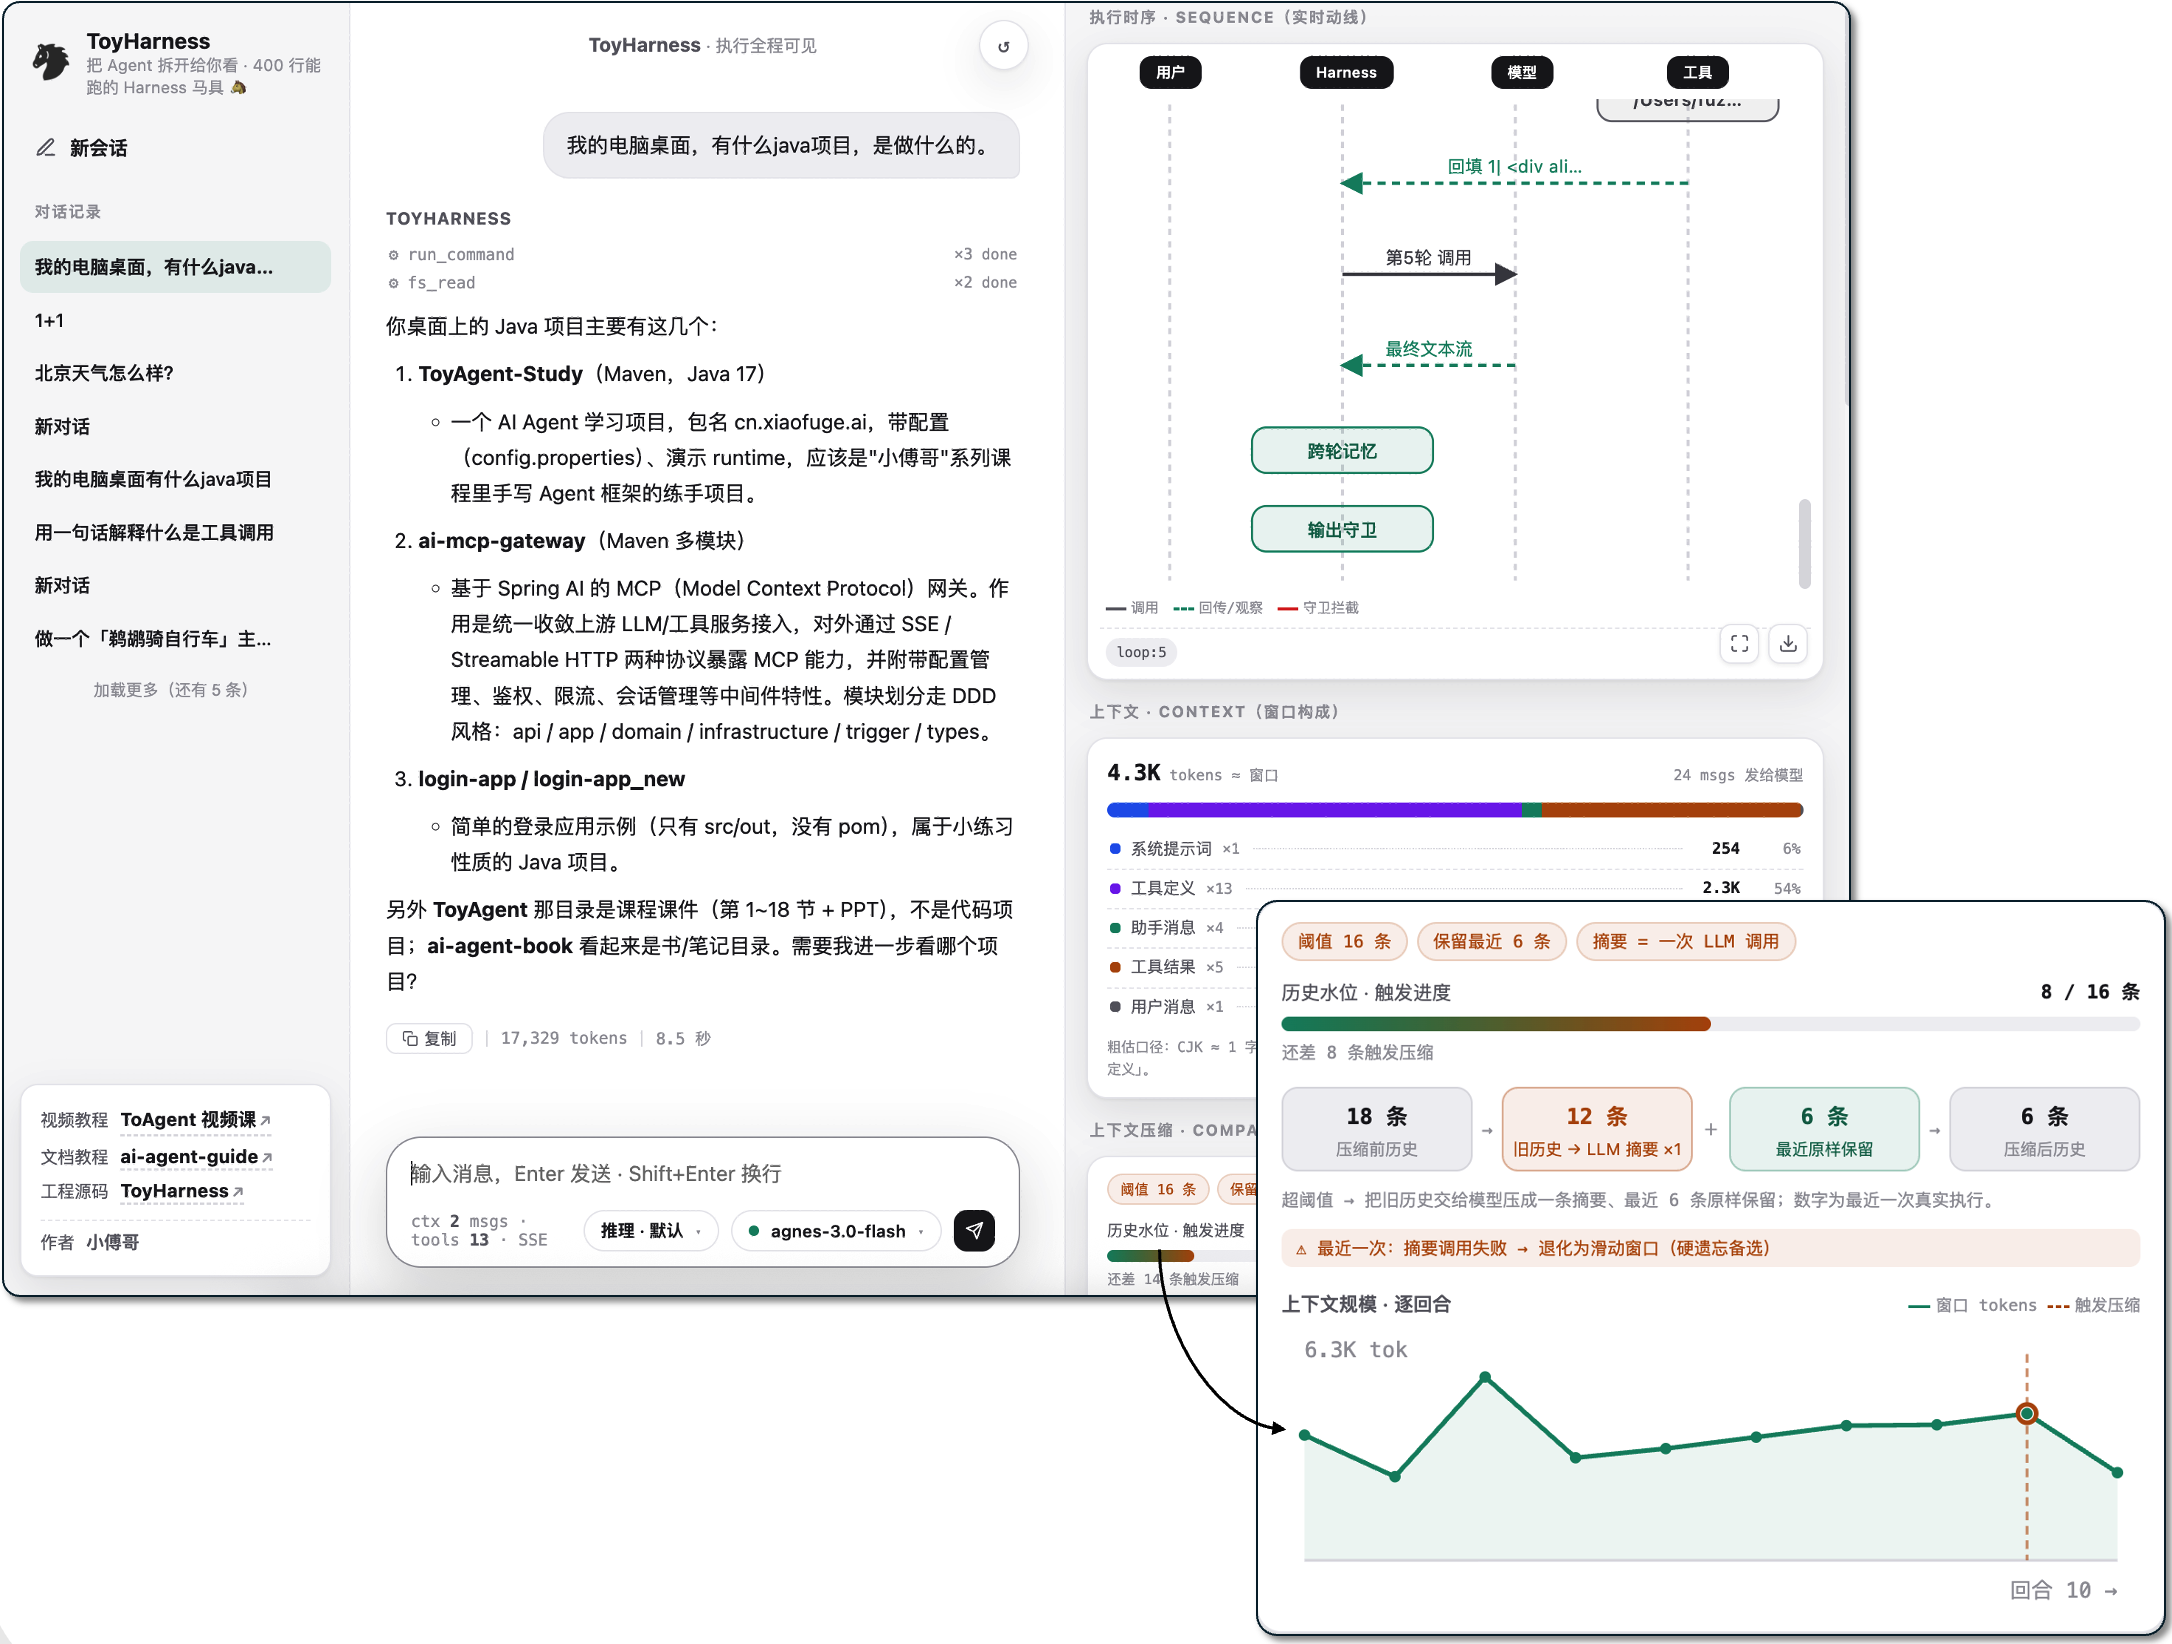 ToyHarness
把 Agent 拆开给你看 · 400 行能
跑的 Harness 马具
新会话
对话记录
我的电脑桌面，有什么java...
1+1
北京天气怎么样？
新对话
我的电脑桌面有什么java项目
用一句话解释什么是工具调用
新对话
做一个「鹈鹕骑自行车」主...
加载更多（还有 5 条）
视频教程 ToAgent 视频课↗
文档教程 ai-agent-guide↗
工程源码 ToyHarness↗
作者 小傅哥
ToyHarness · 执行全程可见
↺
我的电脑桌面，有什么java项目，是做什么的。
TOYHARNESS
run_command ×3 done
fs_read ×2 done
你桌面上的 Java 项目主要有这几个：
1. ToyAgent-Study（Maven，Java 17）
一个 AI Agent 学习项目，包名 cn.xiaofuge.ai，带配置
（config.properties）、演示 runtime，应该是"小傅哥"系列课
程里手写 Agent 框架的练手项目。
2. ai-mcp-gateway（Maven 多模块）
基于 Spring AI 的 MCP（Model Context Protocol）网关。作
用是统一收敛上游 LLM/工具服务接入，对外通过 SSE /
Streamable HTTP 两种协议暴露 MCP 能力，并附带配置管
理、鉴权、限流、会话管理等中间件特性。模块划分走 DDD
风格：api / app / domain / infrastructure / trigger / types。
3. login-app / login-app_new
简单的登录应用示例（只有 src/out，没有 pom），属于小练习
性质的 Java 项目。
另外 ToyAgent 那目录是课程课件（第 1~18 节 + PPT），不是代码项
目；ai-agent-book 看起来是书/笔记目录。需要我进一步看哪个项
目？
复制 | 17,329 tokens | 8.5 秒
输入消息，Enter 发送 · Shift+Enter 换行
ctx 2 msgs ·
tools 13 · SSE
推理 · 默认
agnes-3.0-flash
执行时序 · SEQUENCE（实时动线）
用户 Harness 模型 工具
回填 1| <div ali...
第5轮 调用
最终文本流
跨轮记忆
输出守卫
调用 回传/观察 守卫拦截
loop:5
上下文 · CONTEXT（窗口构成）
4.3K tokens ≈ 窗口 24 msgs 发给模型
系统提示词 ×1 254 6%
工具定义 ×13 2.3K 54%
助手消息 ×4
工具结果 ×5
用户消息 ×1
粗估口径：CJK ≈ 1 字
定义」。
上下文压缩 · COMPA
阈值 16 条 保留
历史水位 · 触发进度
还差 14 条触发压缩
阈值 16 条 保留最近 6 条 摘要 = 一次 LLM 调用
历史水位 · 触发进度 8 / 16 条
还差 8 条触发压缩
18 条
压缩前历史
→
12 条
旧历史 → LLM 摘要 ×1
+
6 条
最近原样保留
→
6 条
压缩后历史
超阈值 → 把旧历史交给模型压成一条摘要、最近 6 条原样保留；数字为最近一次真实执行。
⚠ 最近一次：摘要调用失败 → 退化为滑动窗口（硬遗忘备选）
上下文规模 · 逐回合 窗口 tokens 触发压缩
6.3K tok
回合 10 →